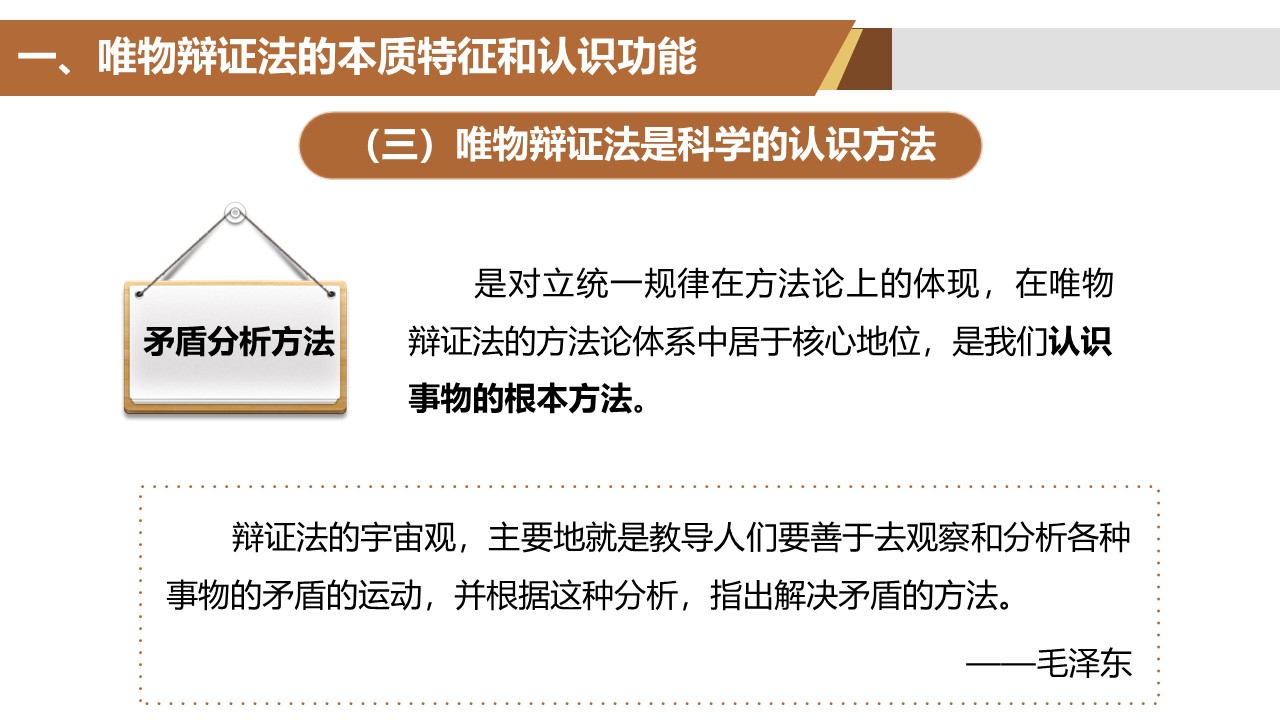 一、唯物辩证法的本质特征和认识功能
（三）唯物辩证法是科学的认识方法
矛盾分析方法
是对立统一规律在方法论上的体现，在唯物
辩证法的方法论体系中居于核心地位，是我们认识
事物的根本方法。
辩证法的宇宙观，主要地就是教导人们要善于去观察和分析各种
事物的矛盾的运动，并根据这种分析，指出解决矛盾的方法。
——毛泽东